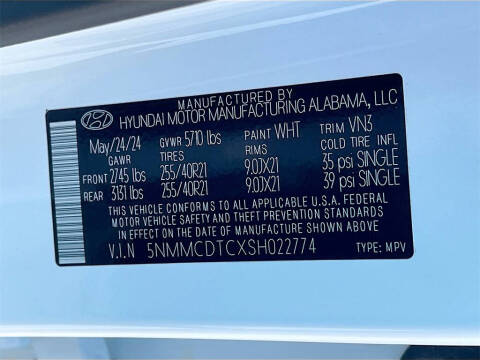 MANUFACTURED BY
HYUNDAI MOTOR MANUFACTURING ALABAMA, LLC
May/24/24 GVWR 5710 lbs PAINT WHT TRIM VN3
GAWR TIRES RIMS COLD TIRE INFL
FRONT 2745 lbs 255/40R21 9.0JX21 35 psi SINGLE
REAR 3131 lbs 255/40R21 9.0JX21 39 psi SINGLE
THIS VEHICLE CONFORMS TO ALL APPLICABLE U.S.A. FEDERAL
MOTOR VEHICLE SAFETY AND THEFT PREVENTION STANDARDS
IN EFFECT ON THE DATE OF MANUFACTURE SHOWN ABOVE.
V.I.N 5NMMCDTCXSH022774 TYPE: MPV